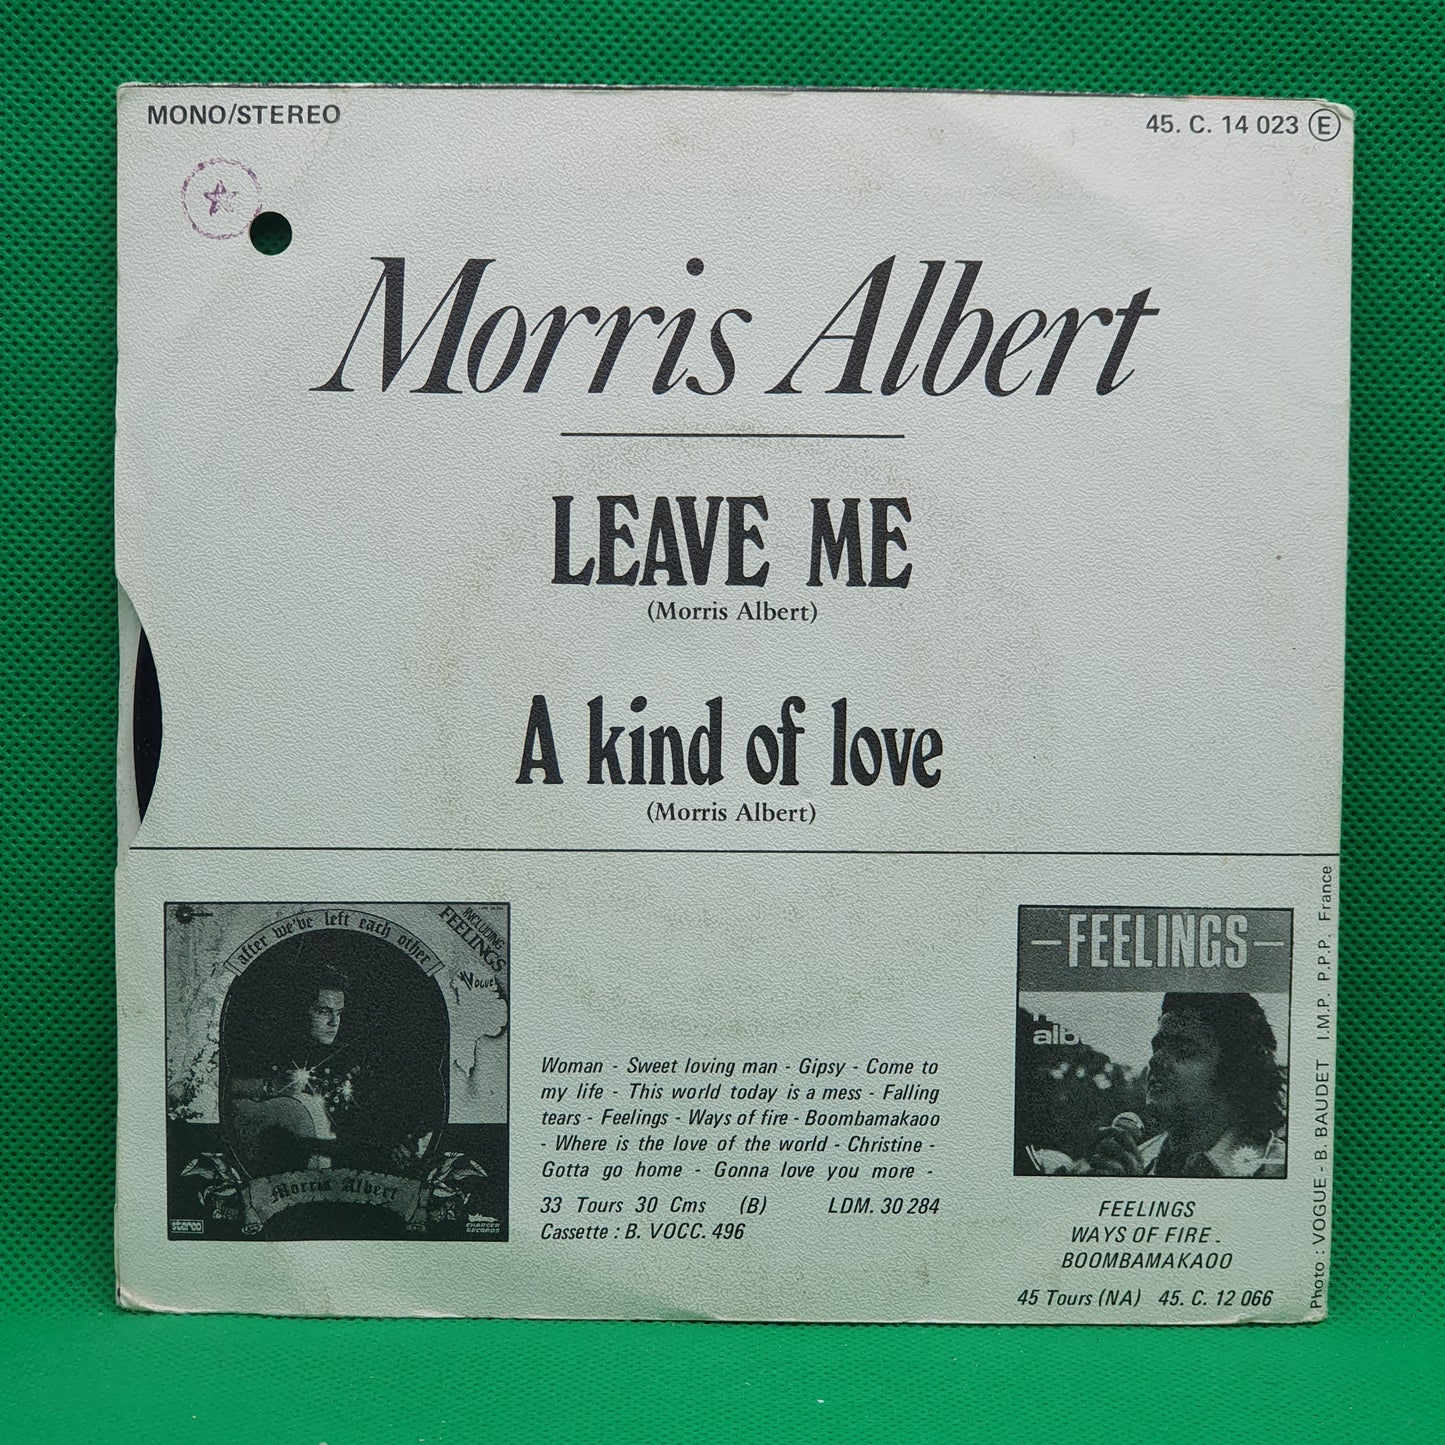 MONO/STEREO
45. C. 14 023 E
Morris Albert
LEAVE ME
(Morris Albert)
A kind of love
(Morris Albert)
after we've left each other
INCLUDING
FEELINGS
VOGUE
Morris Albert
stereo
CHARGER
RECORDS
Woman - Sweet loving man - Gipsy - Come to
my life - This world today is a mess - Falling
tears - Feelings - Ways of fire - Boombamakaoo
- Where is the love of the world - Christine -
Gotta go home - Gonna love you more -
33 Tours 30 Cms (B) LDM. 30 284
Cassette : B. VOCC. 496
—FEELINGS—
FEELINGS
WAYS OF FIRE -
BOOMBAMAKAOO
45 Tours (NA) 45. C. 12 066
Photo : VOGUE - B. BAUDET I.M.P. P.P.P. France